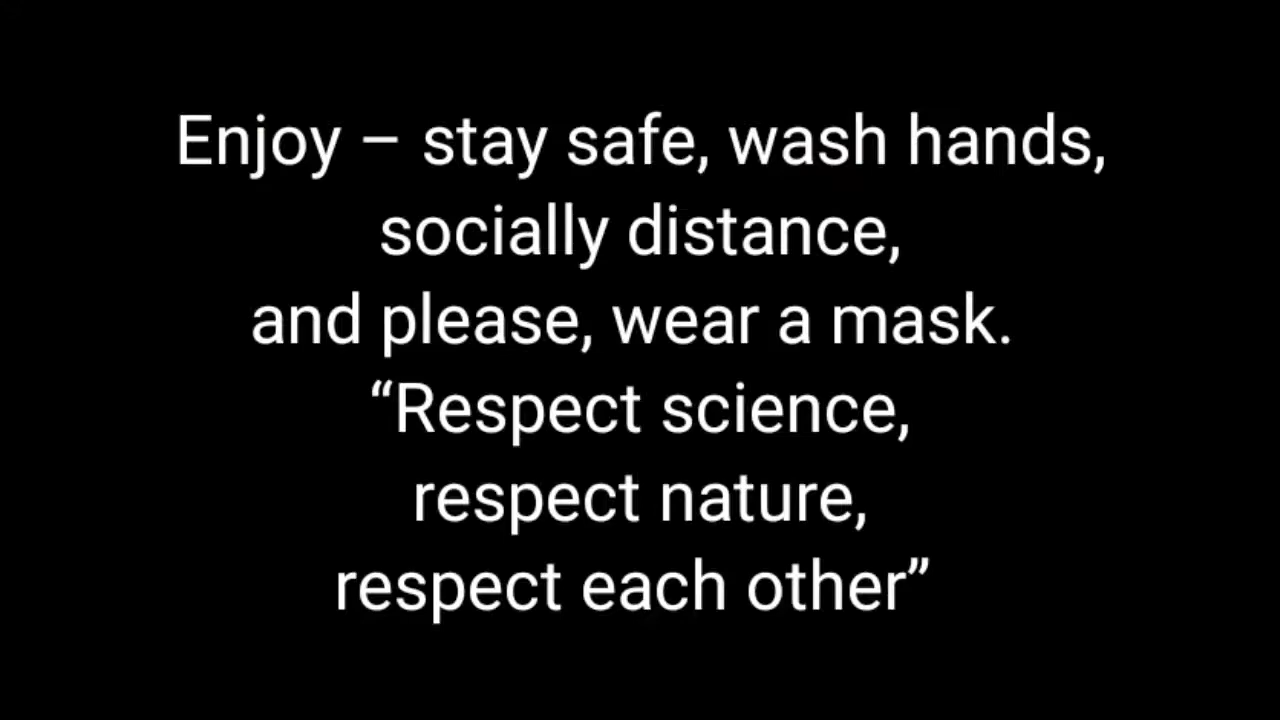 Enjoy – stay safe, wash hands,
socially distance,
and please, wear a mask.
“Respect science,
respect nature,
respect each other”